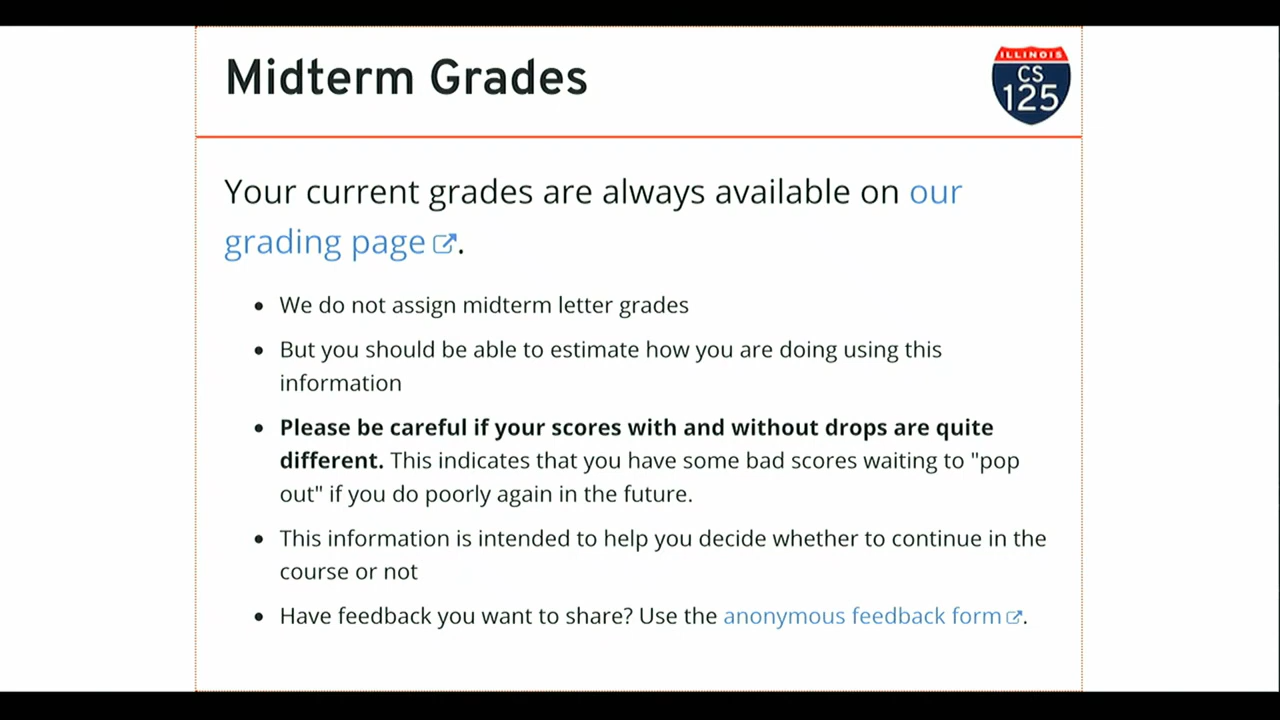 Midterm Grades
ILLINOIS
CS
125
Your current grades are always available on our
grading page.
• We do not assign midterm letter grades
• But you should be able to estimate how you are doing using this
information
• Please be careful if your scores with and without drops are quite
different. This indicates that you have some bad scores waiting to "pop
out" if you do poorly again in the future.
• This information is intended to help you decide whether to continue in the
course or not
• Have feedback you want to share? Use the anonymous feedback form.